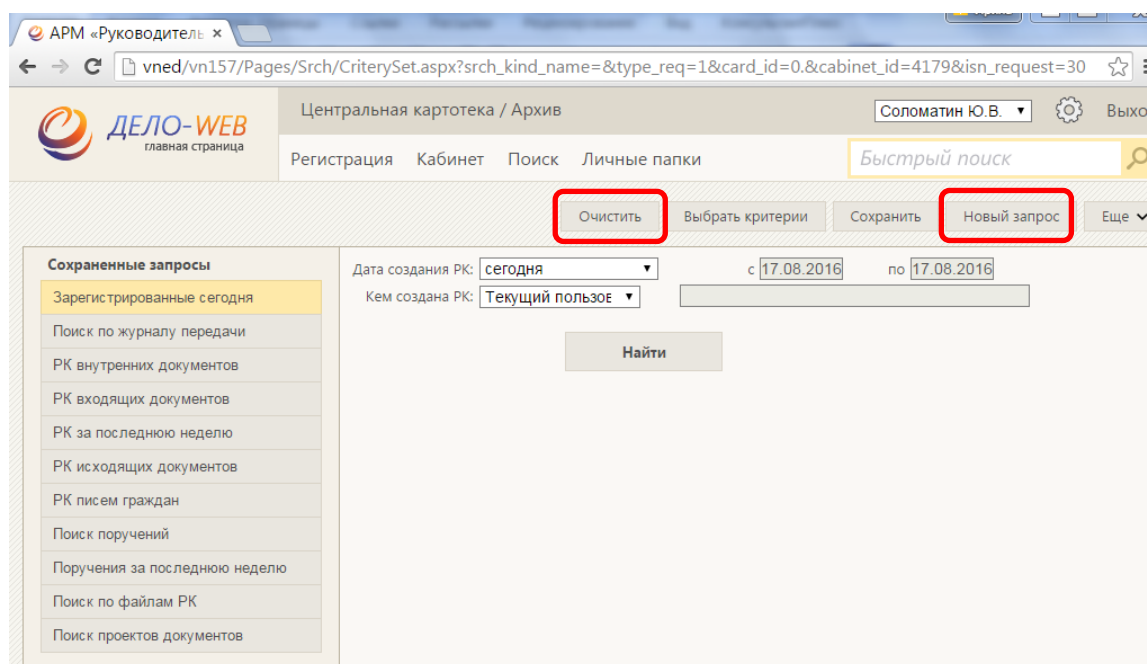 АРМ «Руководитель ×
vned/vn157/Pages/Srch/CriterySet.aspx?srch_kind_name=&type_req=1&card_id=0.&cabinet_id=4179&isn_request=30
ДЕЛО-WEB
главная страница
Центральная картотека / Архив
Соломатин Ю.В.
Выхо
Регистрация Кабинет Поиск Личные папки
Быстрый поиск
Очистить Выбрать критерии Сохранить Новый запрос Еще
Сохраненные запросы
Зарегистрированные сегодня
Поиск по журналу передачи
РК внутренних документов
РК входящих документов
РК за последнюю неделю
РК исходящих документов
РК писем граждан
Поиск поручений
Поручения за последнюю неделю
Поиск по файлам РК
Поиск проектов документов
Дата создания РК: сегодня с 17.08.2016 по 17.08.2016
Кем создана РК: Текущий пользов
Найти